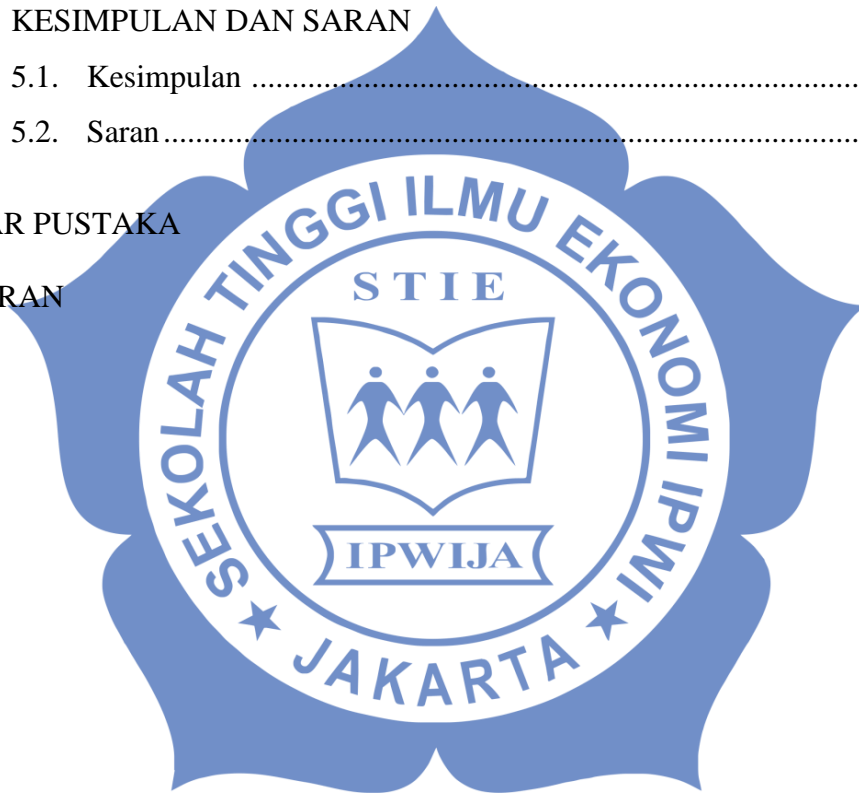 KESIMPULAN DAN SARAN
5.1. Kesimpulan ........................................................................................
5.2. Saran ........................................................................................
AR PUSTAKA
RAN
SEKOLAH TINGGI ILMU EKONOMI IPWI
STIE
IPWIJA
★ JAKARTA ★